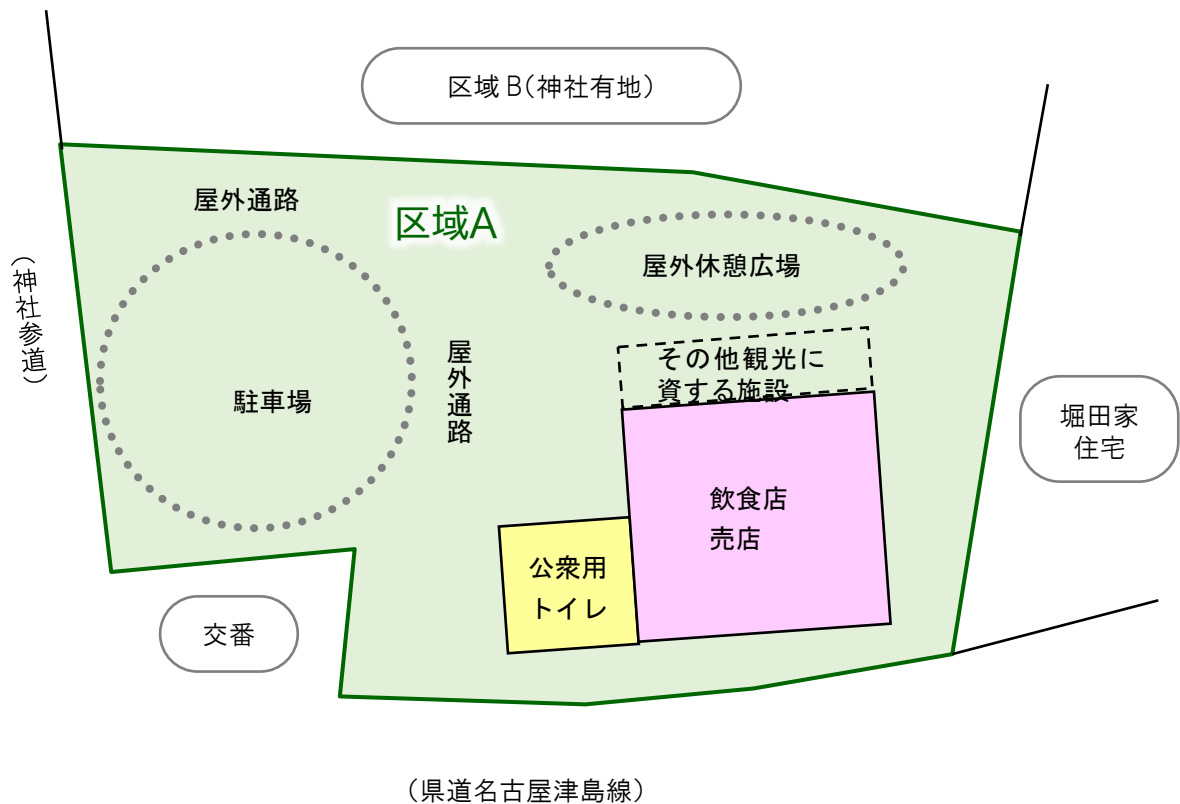 区域B(神社有地)
屋外通路
区域A
屋外休憩広場
(神社参道)
屋外通路
その他観光に
資する施設
駐車場
堀田家
住宅
飲食店
売店
公衆用
トイレ
交番
(県道名古屋津島線)